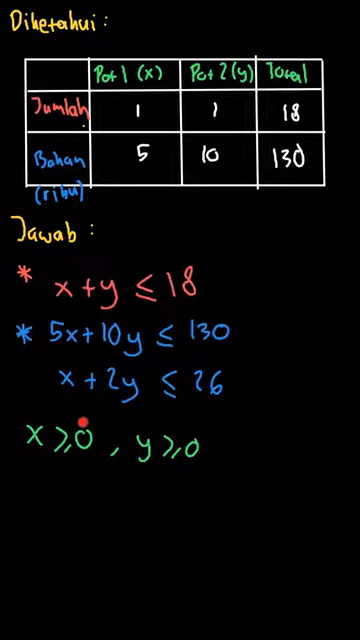 Diketahui :
Pot 1 (x) Pot 2 (y) Total
Jumlah 1 1 18
Bahan (ribu) 5 10 130
Jawab :
* x + y ≤ 18
* 5x + 10y ≤ 130
x + 2y ≤ 26
x ≥ 0 , y ≥ 0